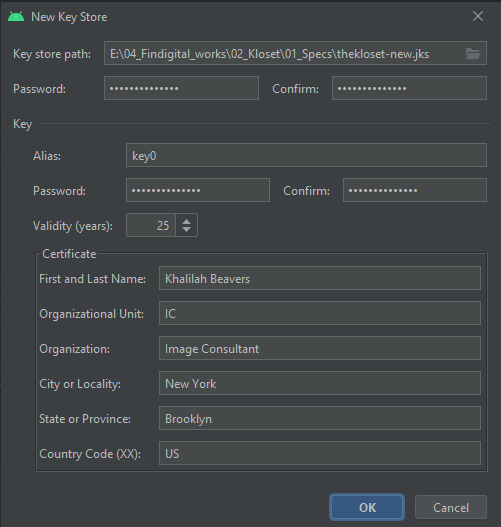 New Key Store
Key store path: E:\04_Findigital_works\02_Kloset\01_Specs\thekloset-new.jks
Password: •••••••••••••• Confirm: ••••••••••••••
Key
Alias: key0
Password: •••••••••••••• Confirm: ••••••••••••••
Validity (years): 25
Certificate
First and Last Name: Khalilah Beavers
Organizational Unit: IC
Organization: Image Consultant
City or Locality: New York
State or Province: Brooklyn
Country Code (XX): US
OK Cancel